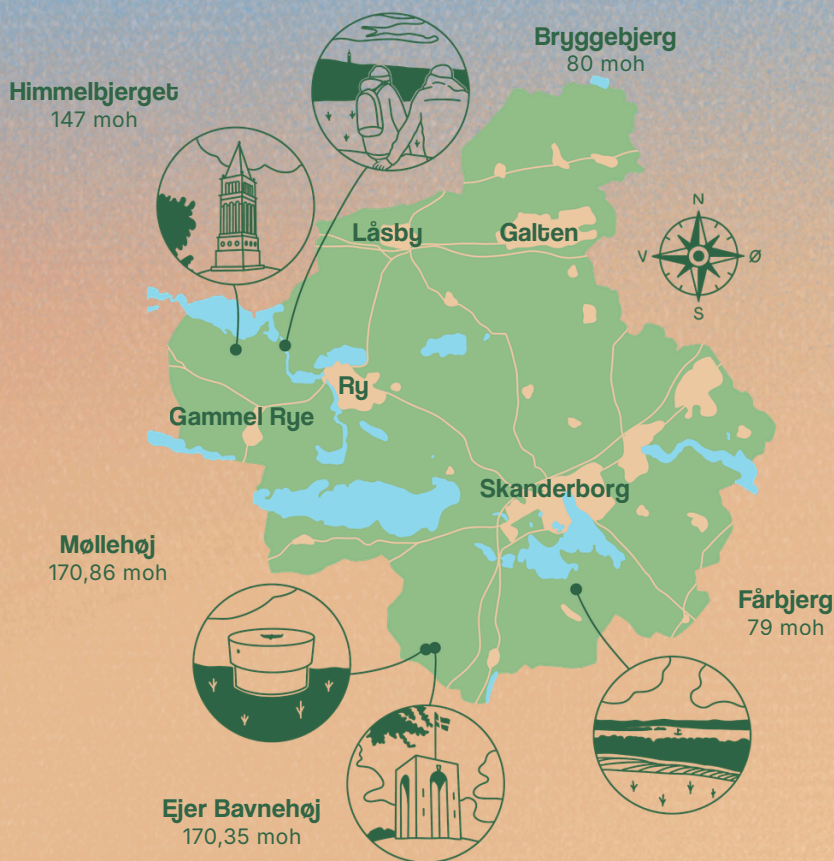 Bryggebjerg
80 moh
Himmelbjerget
147 moh
Låsby
Galten
N
V
Ø
S
Ry
Gammel Rye
Skanderborg
Møllehøj
170,86 moh
Fårbjerg
79 moh
Ejer Bavnehøj
170,35 moh